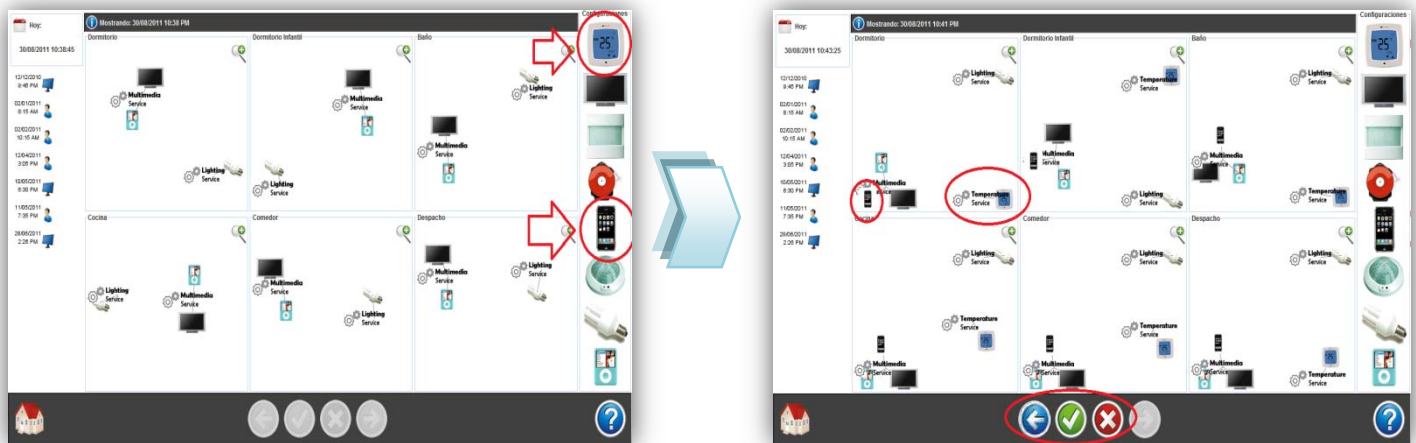 Hoy:
Mostrando: 30/08/2011 10:38 PM
Configuraciones
30/08/2011 10:38:45
12/12/2010
8:46 PM
02/01/2011
8:15 AM
02/02/2011
10:15 AM
12/04/2011
3:05 PM
10/05/2011
6:30 PM
11/05/2011
7:35 PM
28/06/2011
2:26 PM
Dormitorio
Multimedia
Service
Lighting
Service
Dormitorio Infantil
Multimedia
Service
Lighting
Service
Baño
Lighting
Service
Multimedia
Service
25
Cocina
Lighting
Service
Multimedia
Service
Comedor
Multimedia
Service
Lighting
Service
Despacho
Multimedia
Service
Lighting
Service
?
Hoy:
Mostrando: 30/08/2011 10:41 PM
Configuraciones
30/08/2011 10:43:25
12/12/2010
8:46 PM
02/01/2011
8:15 AM
02/02/2011
10:15 AM
12/04/2011
3:05 PM
10/05/2011
6:30 PM
11/05/2011
7:35 PM
28/06/2011
2:26 PM
Dormitorio
Lighting
Service
Multimedia
Service
Temperature
Service
Dormitorio Infantil
Temperature
Service
Multimedia
Service
Lighting
Service
Baño
Lighting
Service
Multimedia
Service
Temperature
Service
25
Cocina
Lighting
Service
Temperature
Service
Multimedia
Service
Comedor
Lighting
Service
Temperature
Service
Multimedia
Service
Despacho
Lighting
Service
Multimedia
Service
Temperature
Service
?